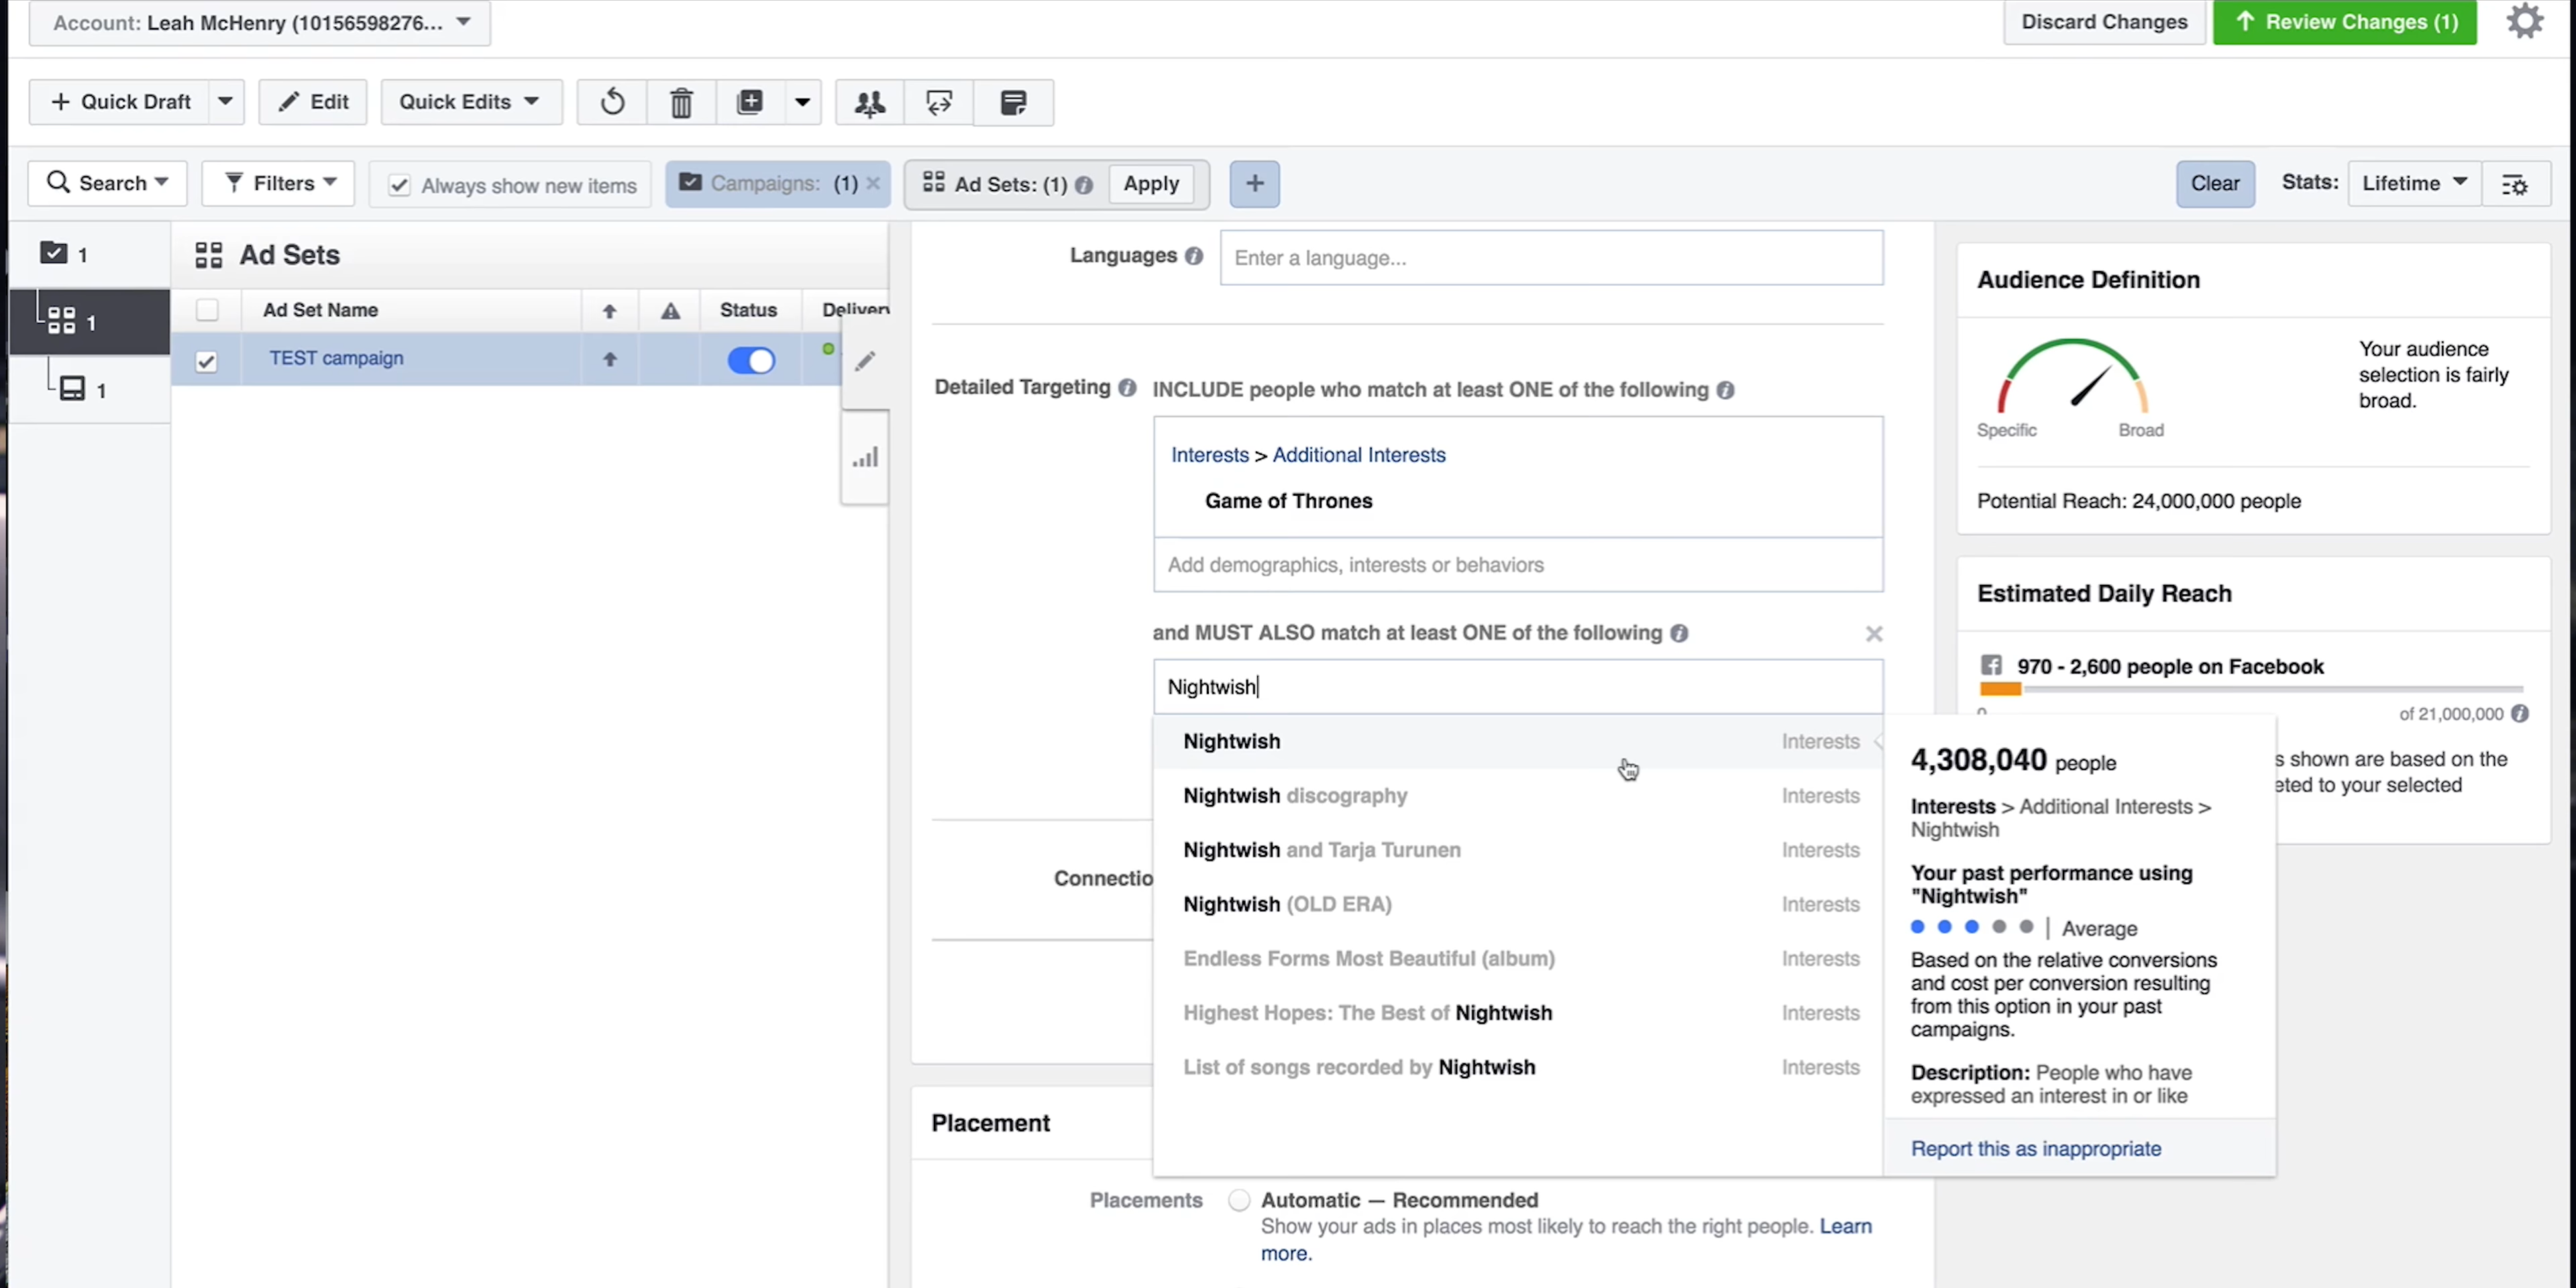 Account: Leah McHenry (10156598276...
Discard Changes
Review Changes (1)
Quick Draft
Edit
Quick Edits
Search
Filters
Always show new items
Campaigns: (1)
Ad Sets: (1)
Apply
+
Clear
Stats:
Lifetime
1
Ad Sets
Languages
Enter a language...
1
Ad Set Name
Status
Delivery
TEST campaign
1
Detailed Targeting
INCLUDE people who match at least ONE of the following
Interests > Additional Interests
Game of Thrones
Add demographics, interests or behaviors
and MUST ALSO match at least ONE of the following
Nightwish
Nightwish Interests
Nightwish discography Interests
Nightwish and Tarja Turunen Interests
Nightwish (OLD ERA) Interests
Endless Forms Most Beautiful (album) Interests
Highest Hopes: The Best of Nightwish Interests
List of songs recorded by Nightwish Interests
Connectio
Placement
Placements
Automatic — Recommended
Show your ads in places most likely to reach the right people. Learn
more.
Audience Definition
Your audience
selection is fairly
broad.
Specific
Broad
Potential Reach: 24,000,000 people
Estimated Daily Reach
970 - 2,600 people on Facebook
0
of 21,000,000
s shown are based on the
eted to your selected
4,308,040 people
Interests > Additional Interests >
Nightwish
Your past performance using
"Nightwish"
| Average
Based on the relative conversions
and cost per conversion resulting
from this option in your past
campaigns.
Description: People who have
expressed an interest in or like
Report this as inappropriate